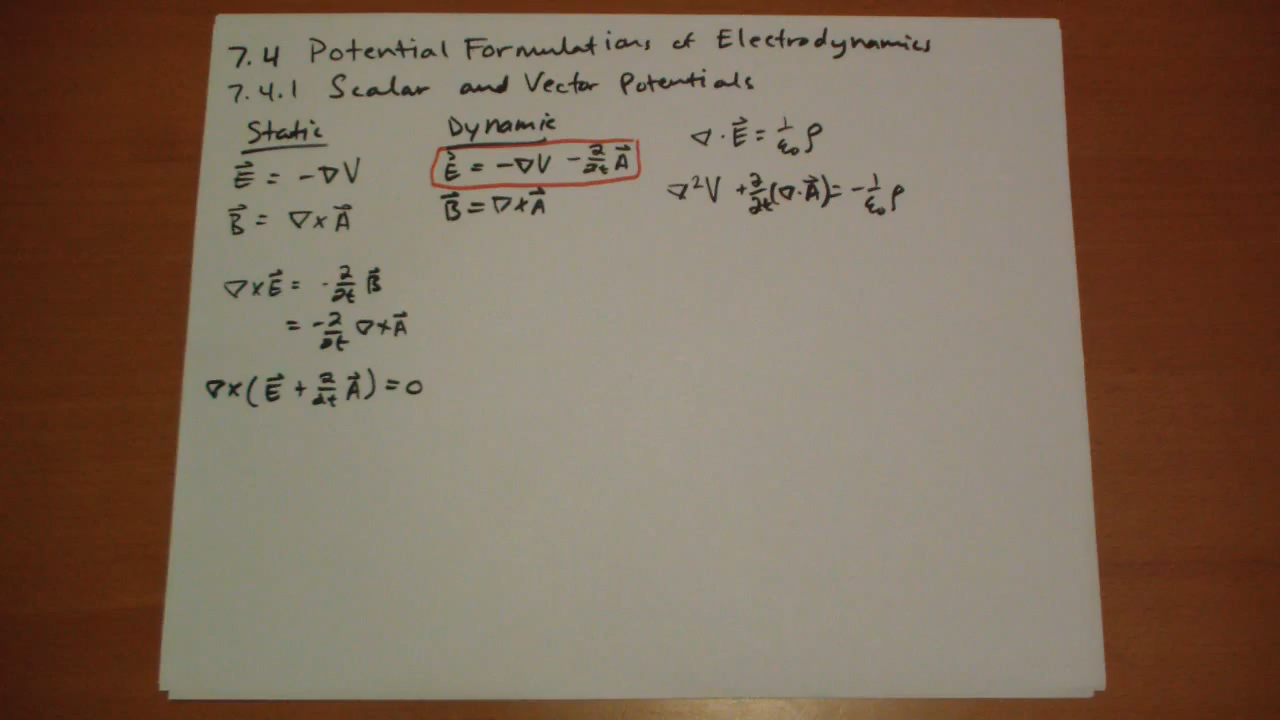 7.4 Potential Formulations of Electrodynamics
7.4.1 Scalar and Vector Potentials
Static
E⃗ = -∇V
B⃗ = ∇×A⃗
∇×E⃗ = -∂/∂t B⃗
= -∂/∂t ∇×A⃗
∇×(E⃗ + ∂/∂t A⃗) = 0
Dynamic
E⃗ = -∇V - ∂/∂t A⃗
B⃗ = ∇×A⃗
∇·E⃗ = 1/ε₀ ρ
∇²V + ∂/∂t(∇·A⃗) = -1/ε₀ ρ